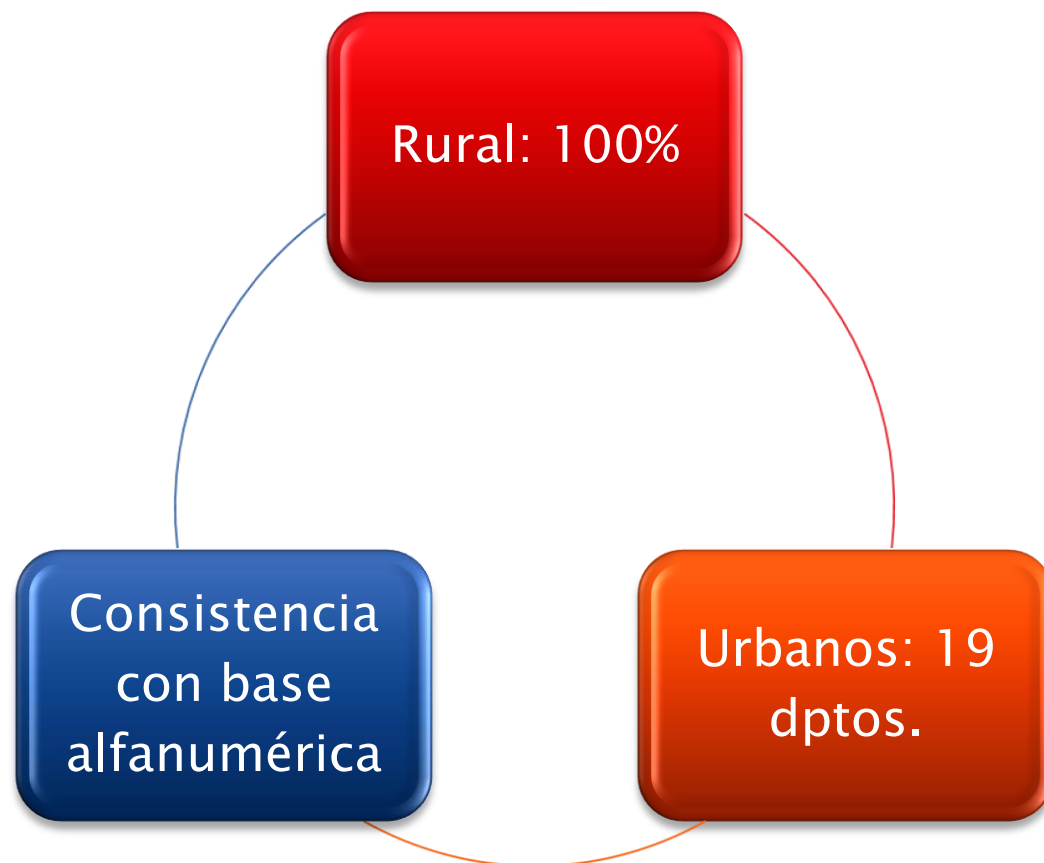 Rural: 100%
Consistencia
con base
alfanumérica
Urbanos: 19
dptos.